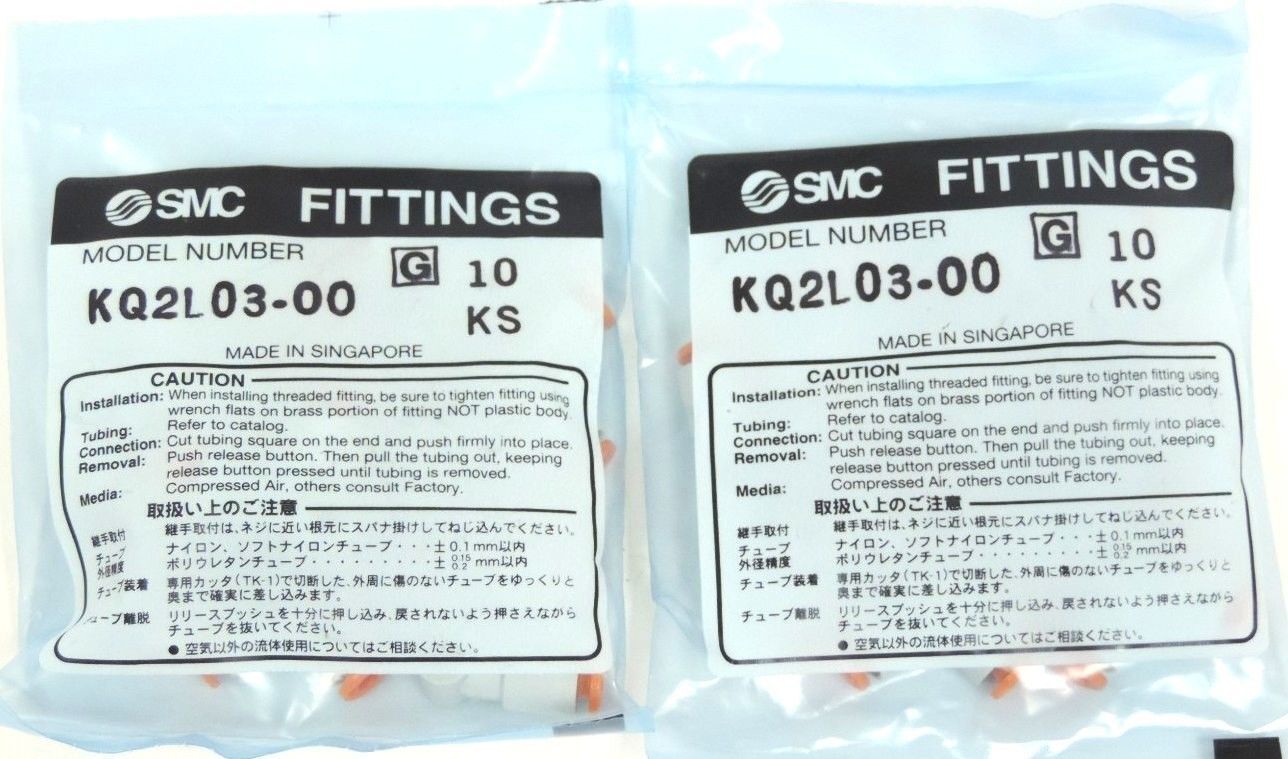 SMC FITTINGS
MODEL NUMBER G 10
KQ2L03-00 KS
MADE IN SINGAPORE
CAUTION
Installation: When installing threaded fitting, be sure to tighten fitting using
wrench flats on brass portion of fitting NOT plastic body.
Tubing: Refer to catalog.
Connection: Cut tubing square on the end and push firmly into place.
Removal: Push release button. Then pull the tubing out, keeping
release button pressed until tubing is removed.
Media: Compressed Air, others consult Factory.
取扱い上のご注意
継手取付 継手取付は、ネジに近い根元にスパナ掛けしてねじ込んでください。
チューブ ナイロン、ソフトナイロンチューブ・・・± 0.1 mm以内
外径精度 ポリウレタンチューブ・・・・・・・・・・± 0.15 0.2 mm以内
チューブ装着 専用カッタ(TK-1)で切断した、外周に傷のないチューブをゆっくりと
奥まで確実に差し込みます。
ューブ離脱 リリースブッシュを十分に押し込み、戻されないよう押さえながら
チューブを抜いてください。
● 空気以外の流体使用についてはご相談ください。
SMC FITTINGS
MODEL NUMBER G 10
KQ2L03-00 KS
MADE IN SINGAPORE
CAUTION
Installation: When installing threaded fitting, be sure to tighten fitting using
wrench flats on brass portion of fitting NOT plastic body.
Tubing: Refer to catalog.
Connection: Cut tubing square on the end and push firmly into place.
Removal: Push release button. Then pull the tubing out, keeping
release button pressed until tubing is removed.
Media: Compressed Air, others consult Factory.
取扱い上のご注意
継手取付 継手取付は、ネジに近い根元にスパナ掛けしてねじ込んでください。
チューブ ナイロン、ソフトナイロンチューブ・・・± 0.1 mm以内
外径精度 ポリウレタンチューブ・・・・・・・・・・± 0.15 0.2 mm以内
チューブ装着 専用カッタ(TK-1)で切断した、外周に傷のないチューブをゆっくりと
奥まで確実に差し込みます。
チューブ離脱 リリースブッシュを十分に押し込み、戻されないよう押さえながら
チューブを抜いてください。
● 空気以外の流体使用についてはご相談ください。